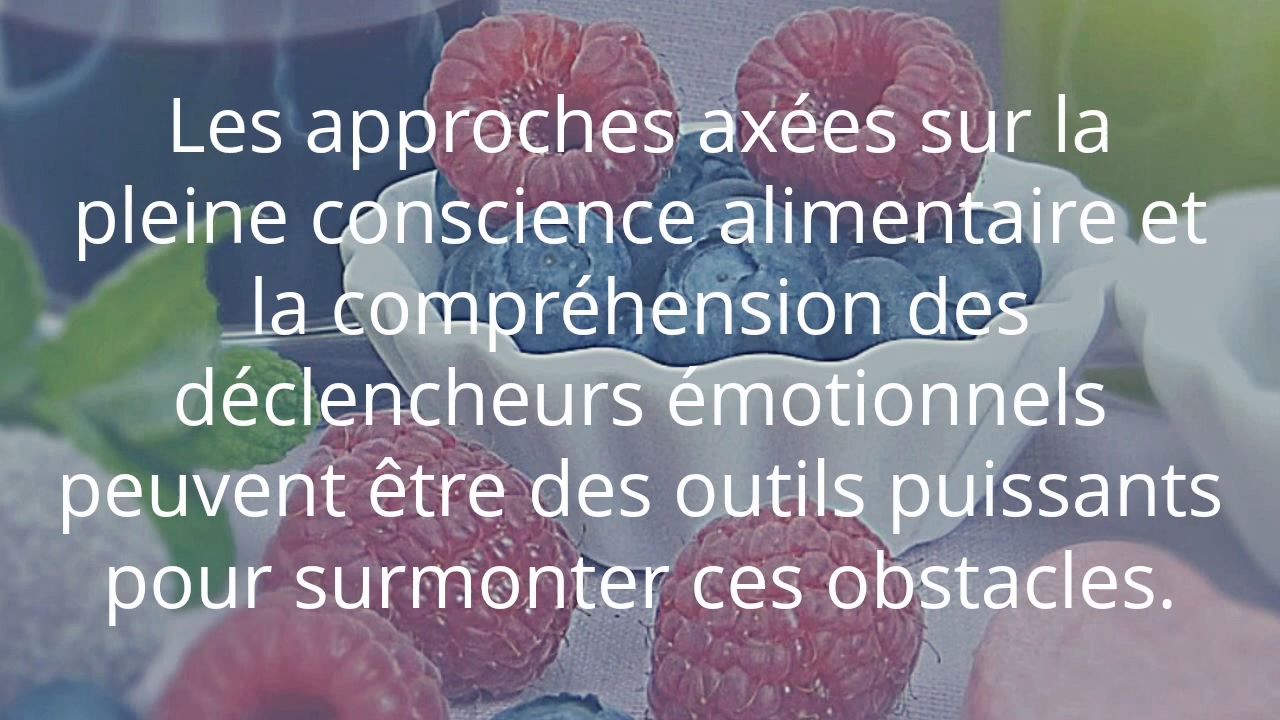 Les approches axées sur la
pleine conscience alimentaire et
la compréhension des
déclencheurs émotionnels
peuvent être des outils puissants
pour surmonter ces obstacles.